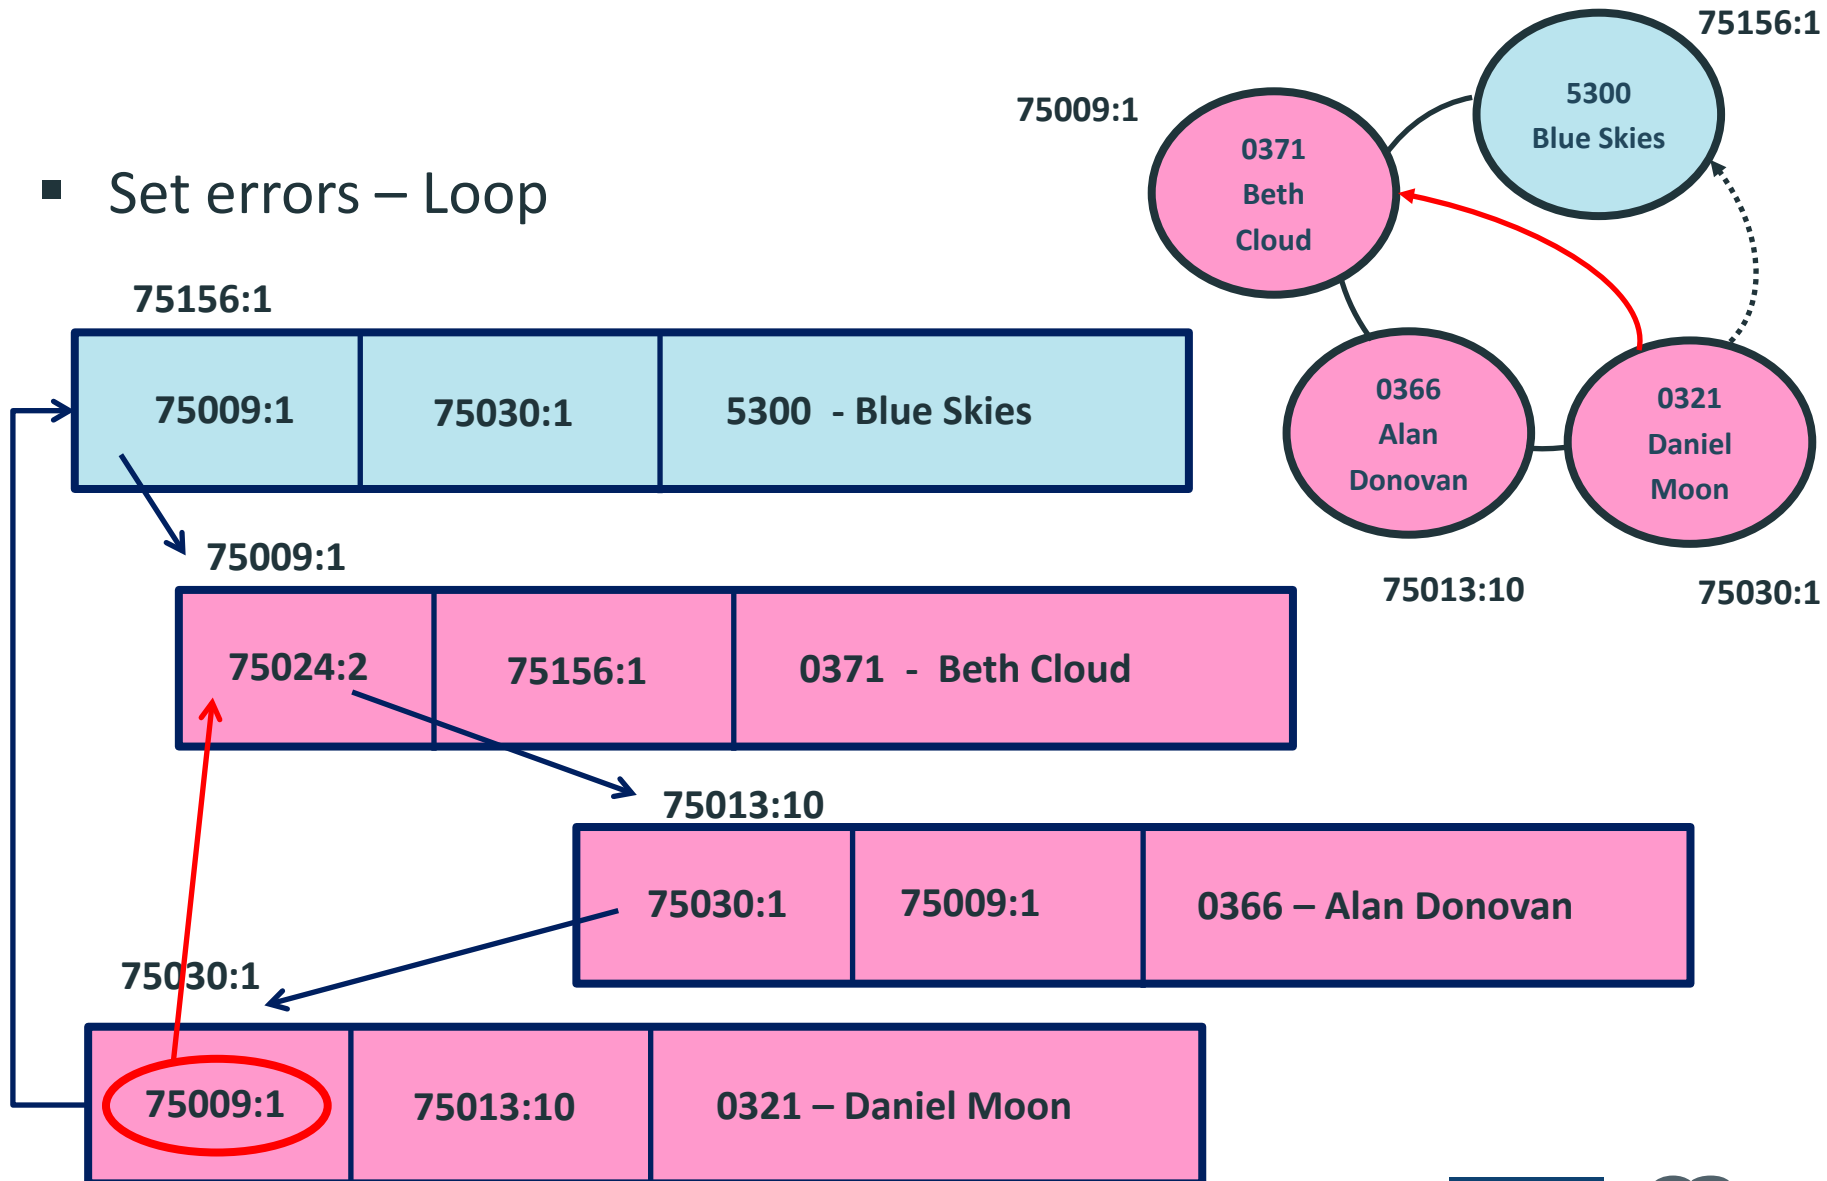 75156:1
5300
Blue Skies
75009:1
0371
Beth
Cloud
■ Set errors – Loop
75156:1
75009:1 75030:1 5300 - Blue Skies
0366
Alan
Donovan
0321
Daniel
Moon
75013:10
75030:1
75009:1
75024:2 75156:1 0371 - Beth Cloud
75013:10
75030:1 75009:1 0366 – Alan Donovan
75030:1
75009:1 75013:10 0321 – Daniel Moon